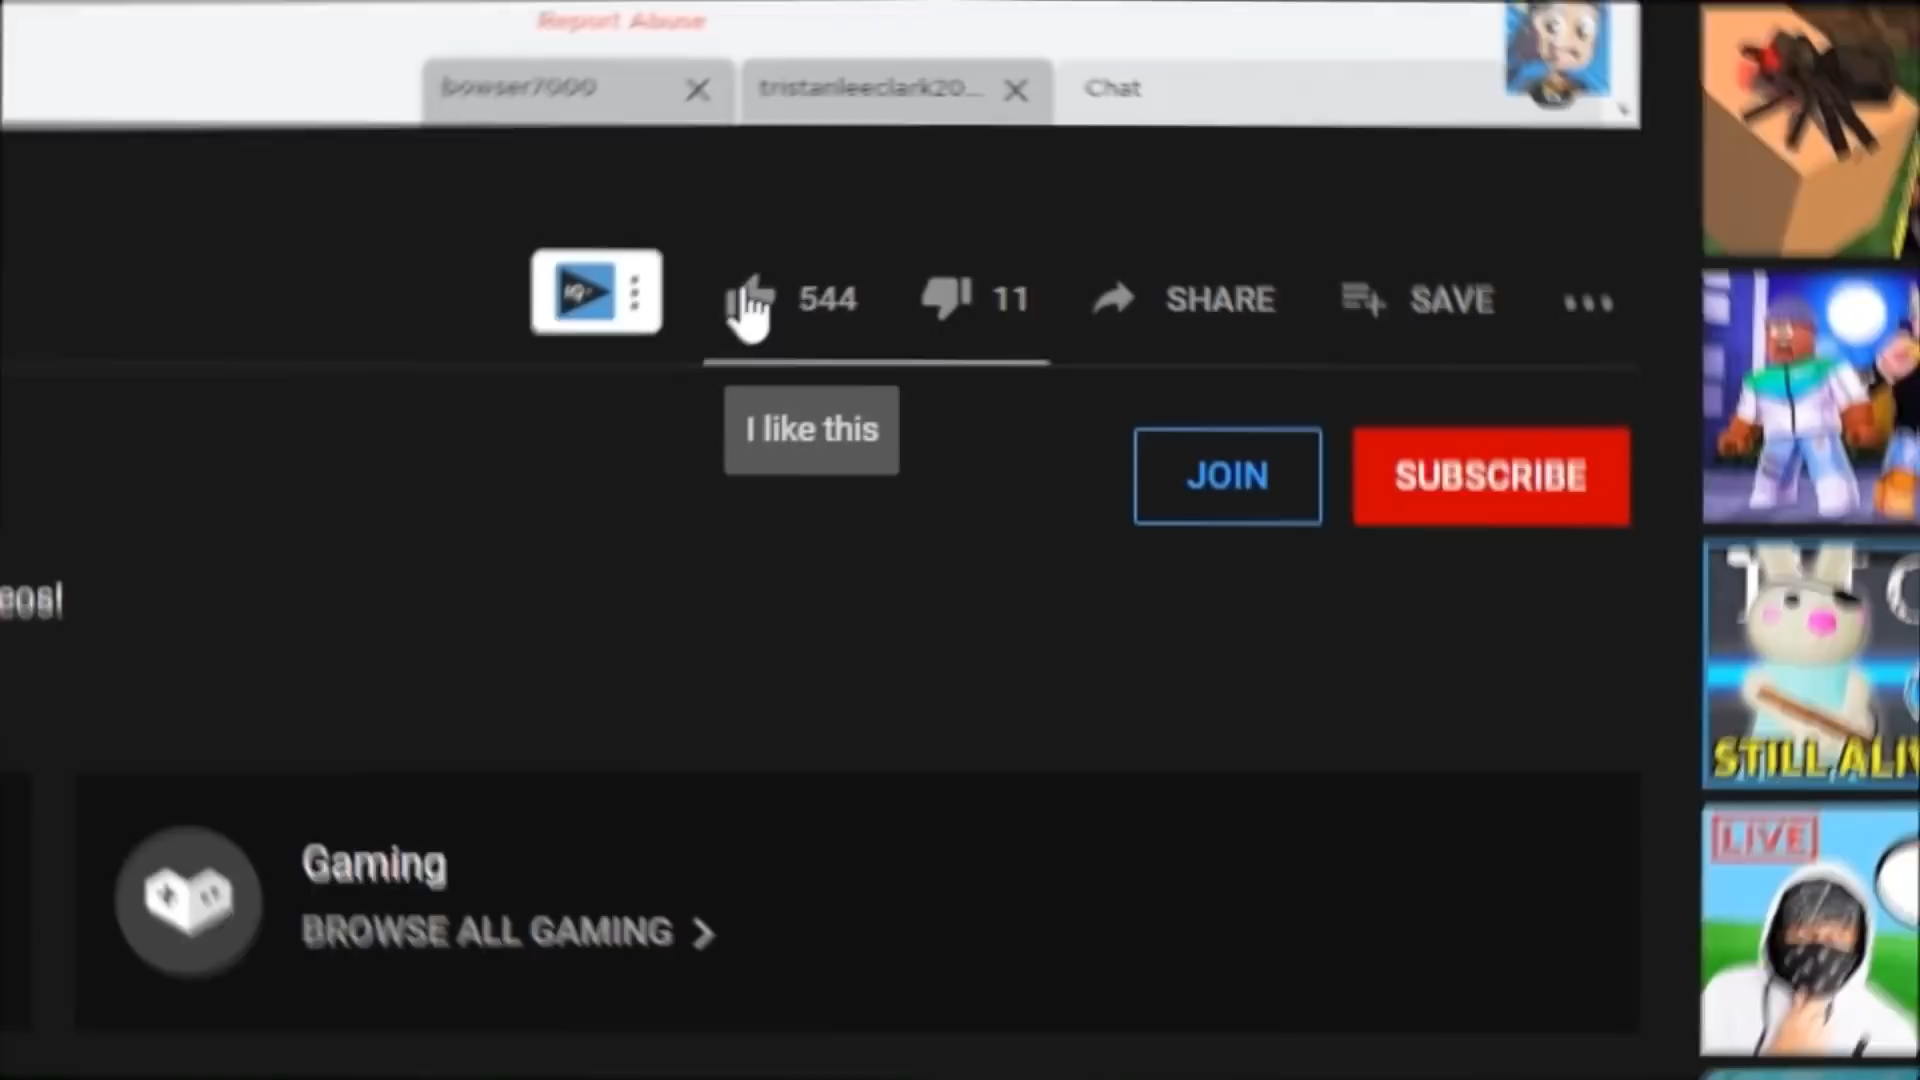 Report Abuse
bowser7000
tristanleeclark20...
Chat
544
11
SHARE
SAVE
I like this
JOIN
SUBSCRIBE
eos!
STILL ALIV
LIVE
Gaming
BROWSE ALL GAMING